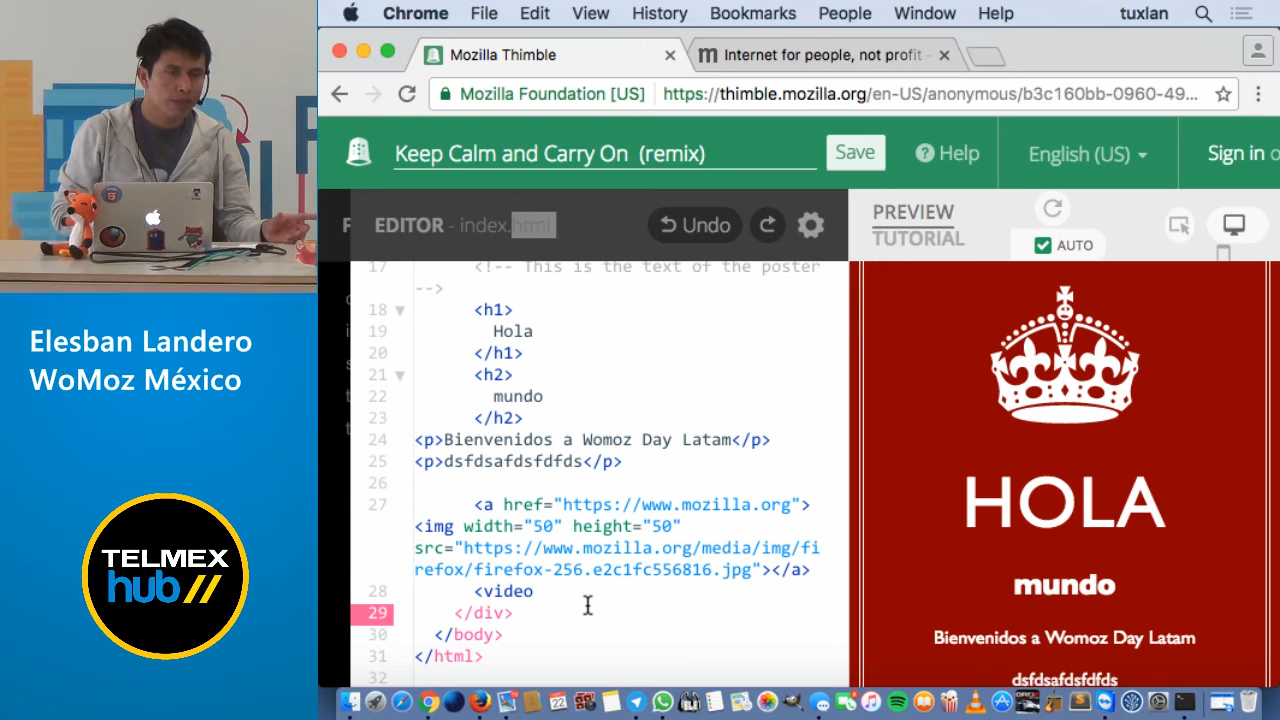 Chrome File Edit View History Bookmarks People Window Help tuxlan
Mozilla Thimble
Internet for people, not profit -
Mozilla Foundation [US] https://thimble.mozilla.org/en-US/anonymous/b3c160bb-0960-49...
Keep Calm and Carry On (remix) Save Help English (US) Sign in o
F EDITOR - index.html Undo
PREVIEW
TUTORIAL
AUTO
17 <!-- This is the text of the poster
-->
18 <h1>
19 Hola
20 </h1>
21 <h2>
22 mundo
23 </h2>
24 <p>Bienvenidos a Womoz Day Latam</p>
25 <p>dsfdsafdsfdfds</p>
26
27 <a href="https://www.mozilla.org">
<img width="50" height="50"
src="https://www.mozilla.org/media/img/fi
refox/firefox-256.e2c1fc556816.jpg"></a>
28 <video
29 </div>
30 </body>
31 </html>
32
HOLA
mundo
Bienvenidos a Womoz Day Latam
dsfdsafdsfdfds
Elesban Landero
WoMoz México
TELMEX
hub//